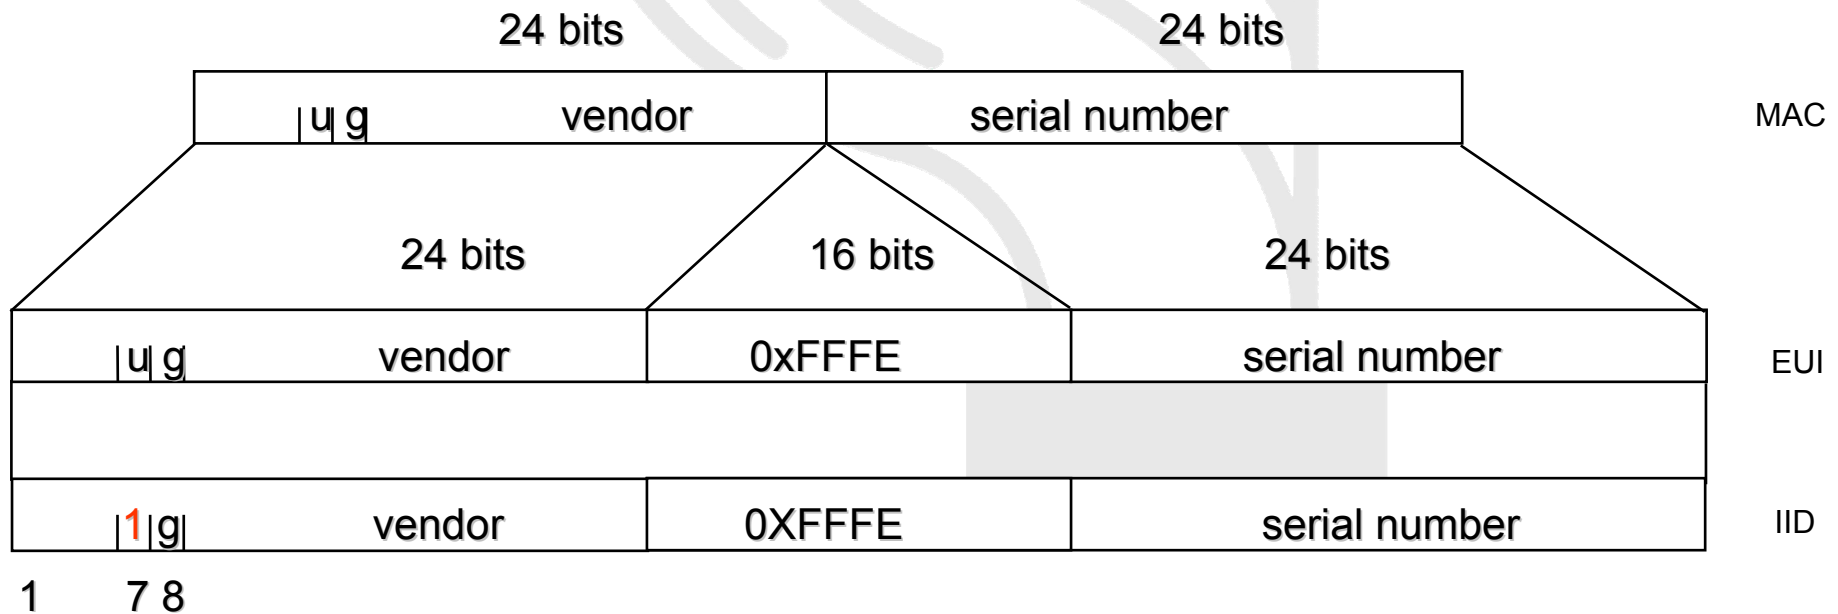 24 bits 24 bits
u g vendor serial number MAC
24 bits 16 bits 24 bits
u g vendor 0xFFFE serial number EUI
1 g vendor 0XFFFE serial number IID
1 7 8